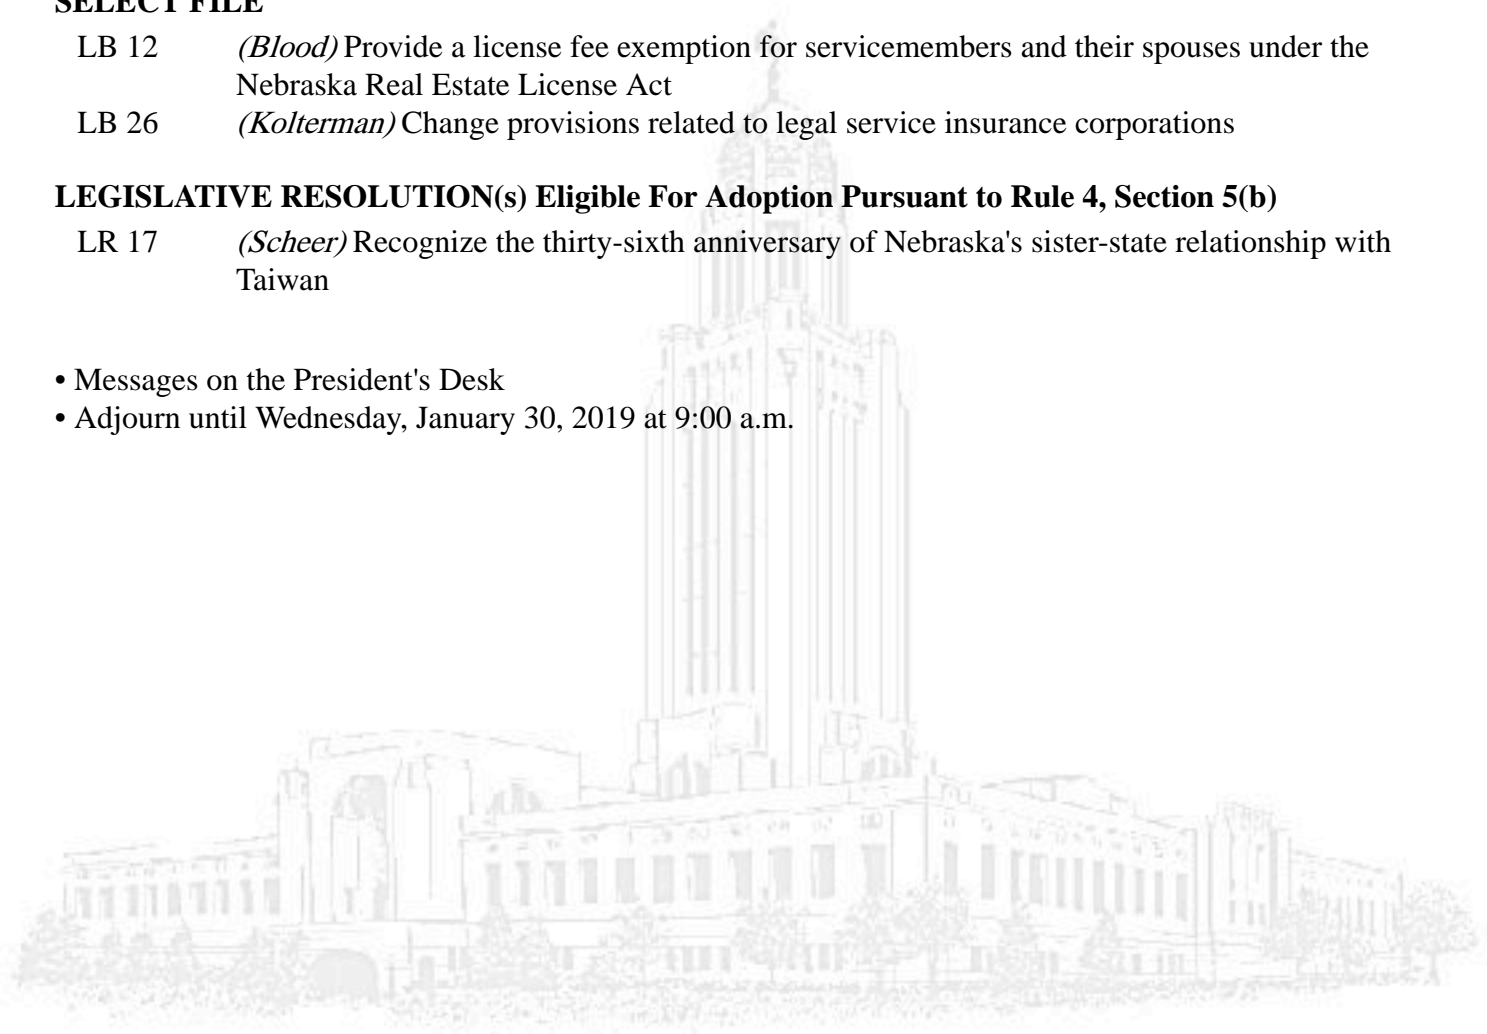 SELECT FILE
LB 12 (Blood) Provide a license fee exemption for servicemembers and their spouses under the
Nebraska Real Estate License Act
LB 26 (Kolterman) Change provisions related to legal service insurance corporations
LEGISLATIVE RESOLUTION(s) Eligible For Adoption Pursuant to Rule 4, Section 5(b)
LR 17 (Scheer) Recognize the thirty-sixth anniversary of Nebraska's sister-state relationship with
Taiwan
• Messages on the President's Desk
• Adjourn until Wednesday, January 30, 2019 at 9:00 a.m.